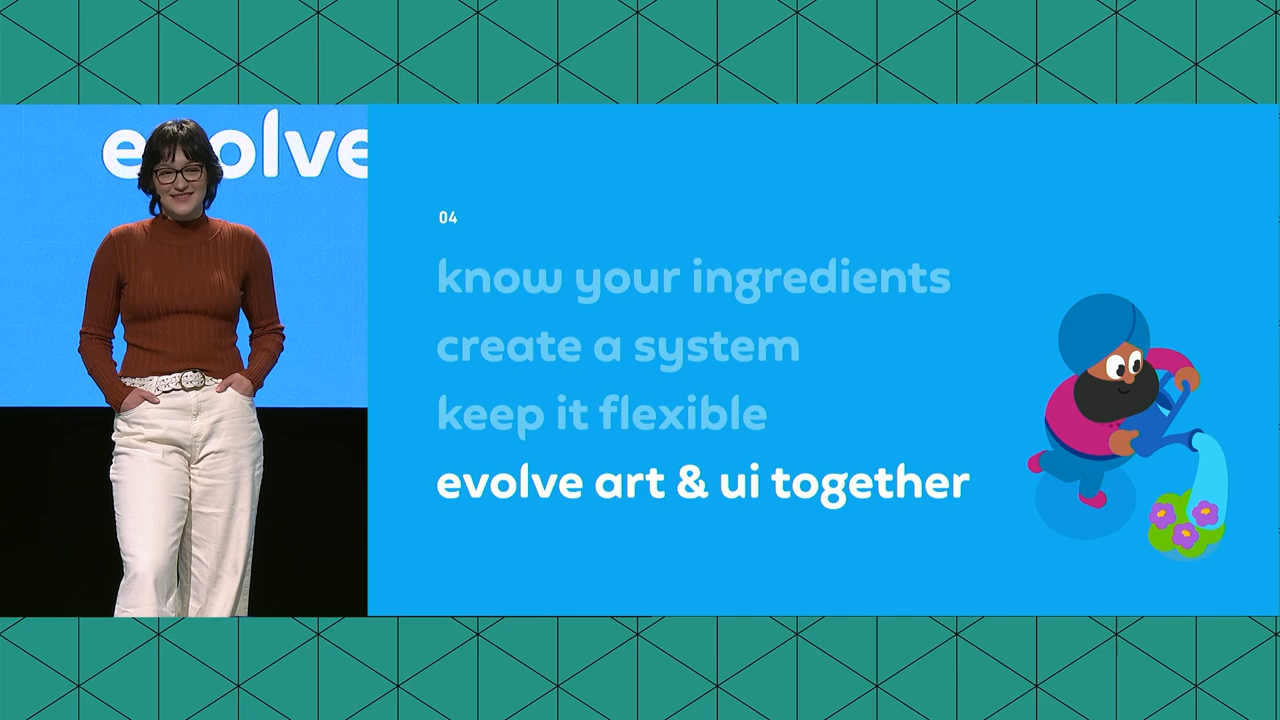 evolve
04
know your ingredients
create a system
keep it flexible
evolve art & ui together